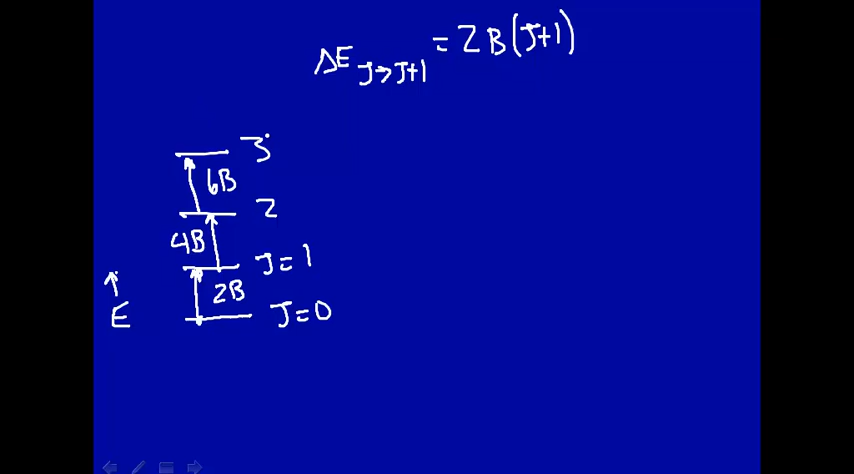 ΔE J→J+1 = 2B(J+1)
3
6B
2
4B
J=1
2B
E
J=0